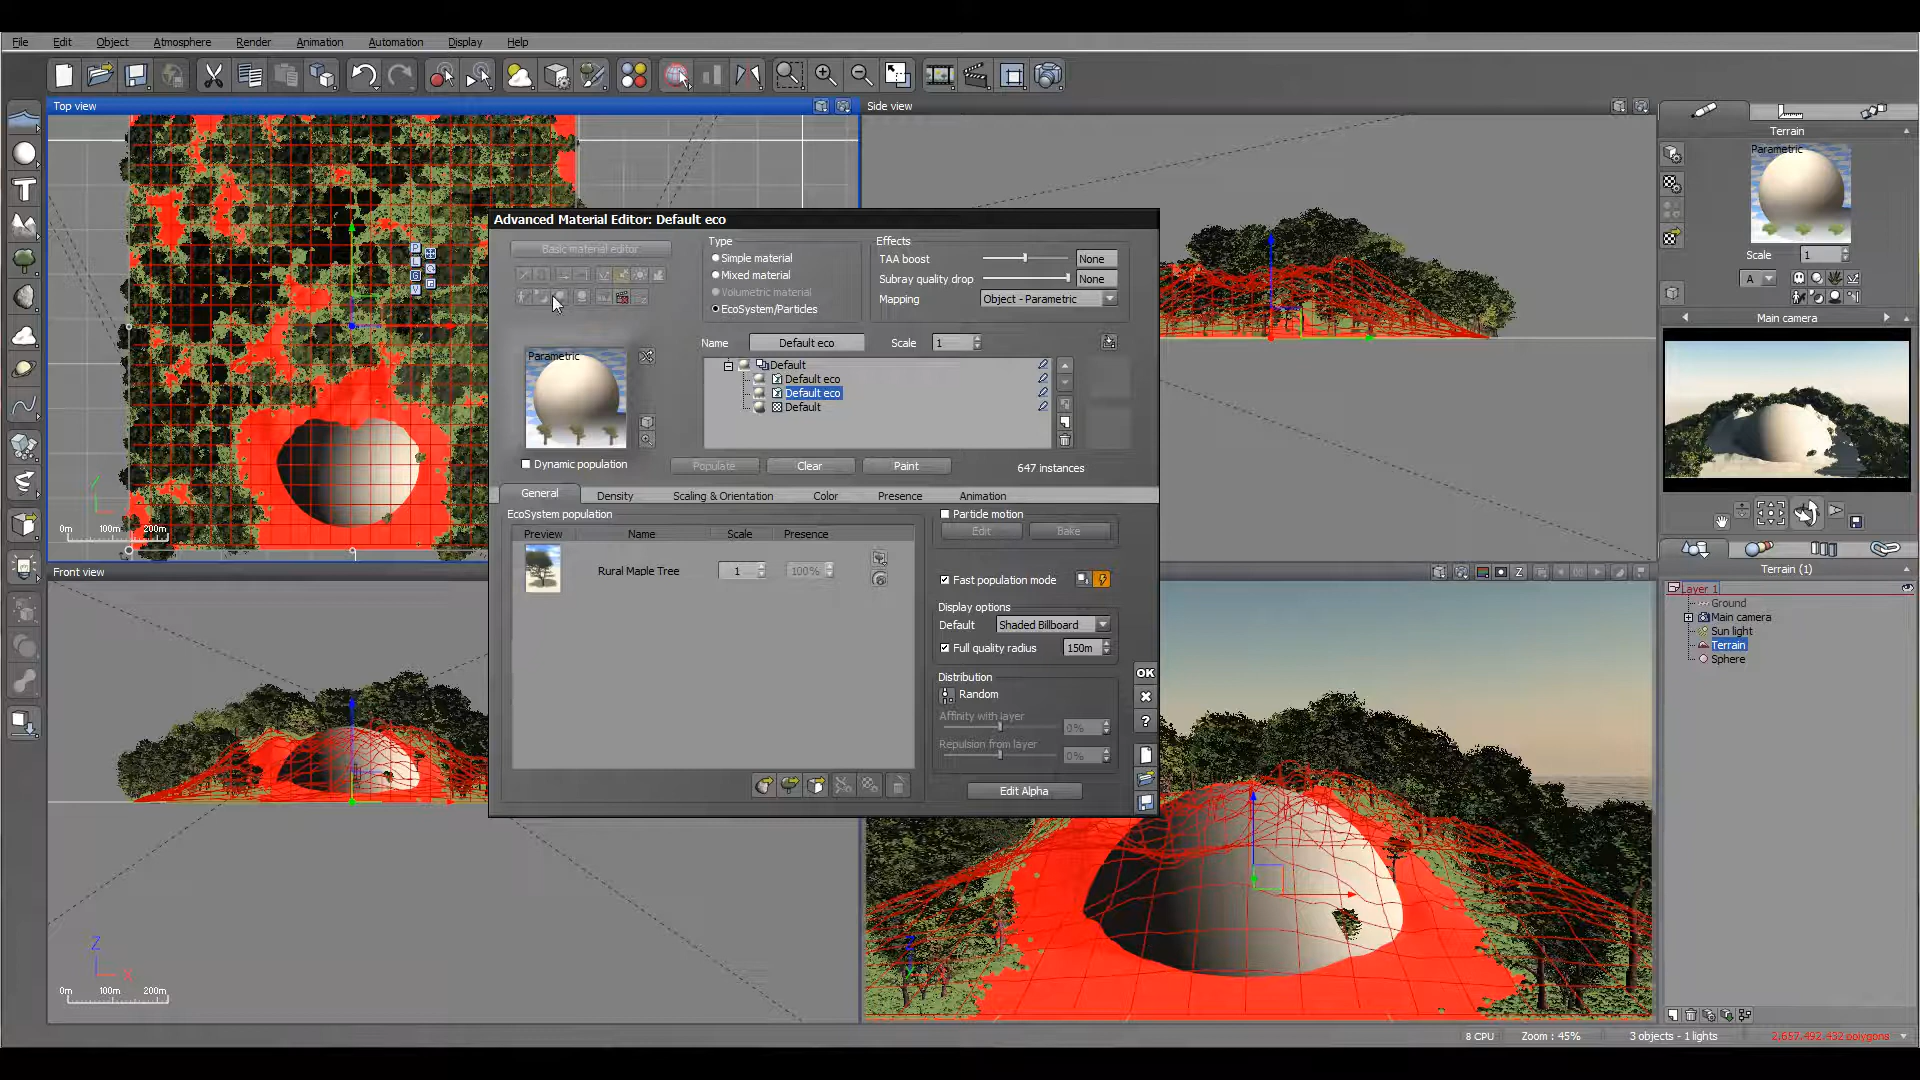 File Edit Object Atmosphere Render Animation Automation Display Help
Top view
Side view
Terrain
Parametric
Scale 1
A
Main camera
Advanced Material Editor: Default eco
Basic material editor
Type
Simple material
Mixed material
Volumetric material
EcoSystem/Particles
Effects
TAA boost None
Subray quality drop None
Mapping Object - Parametric
Name Default eco Scale 1
Parametric
Default
Default eco
Default eco
Default
Dynamic population
Populate Clear Paint 647 instances
General Density Scaling & Orientation Color Presence Animation
EcoSystem population
Preview Name Scale Presence
Rural Maple Tree 1 100%
Particle motion
Edit Bake
Fast population mode
Display options
Default Shaded Billboard
Full quality radius 150m
Distribution
Random
Affinity with layer 0%
Repulsion from layer 0%
Edit Alpha
OK
?
P
L
G
V
0m 100m 200m
Front view
Z
X
0m 100m 200m
Z
Terrain (1)
Layer 1
Ground
Main camera
Sun light
Terrain
Sphere
8 CPU Zoom : 45% 3 objects - 1 lights 2.657.492.432 polygons